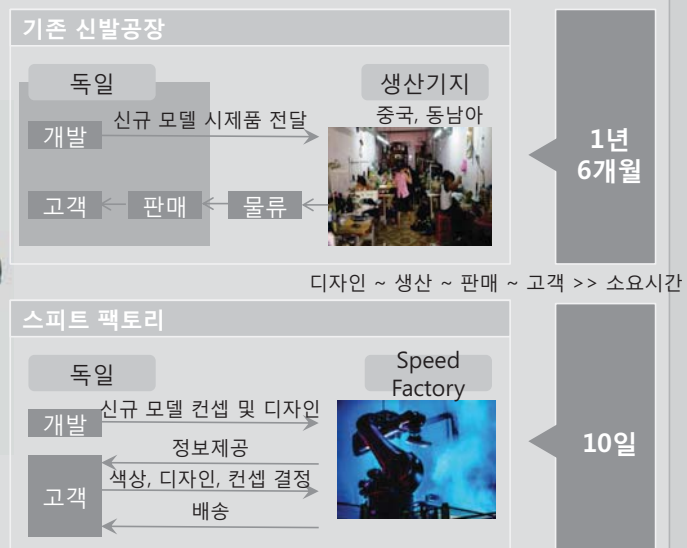 기존 신발공장
독일
생산기지
중국, 동남아
신규 모델 시제품 전달
개발
고객
판매
물류
1년
6개월
디자인 ~ 생산 ~ 판매 ~ 고객 >> 소요시간
스피트 팩토리
독일
Speed
Factory
신규 모델 컨셉 및 디자인
개발
정보제공
색상, 디자인, 컨셉 결정
고객
배송
10일